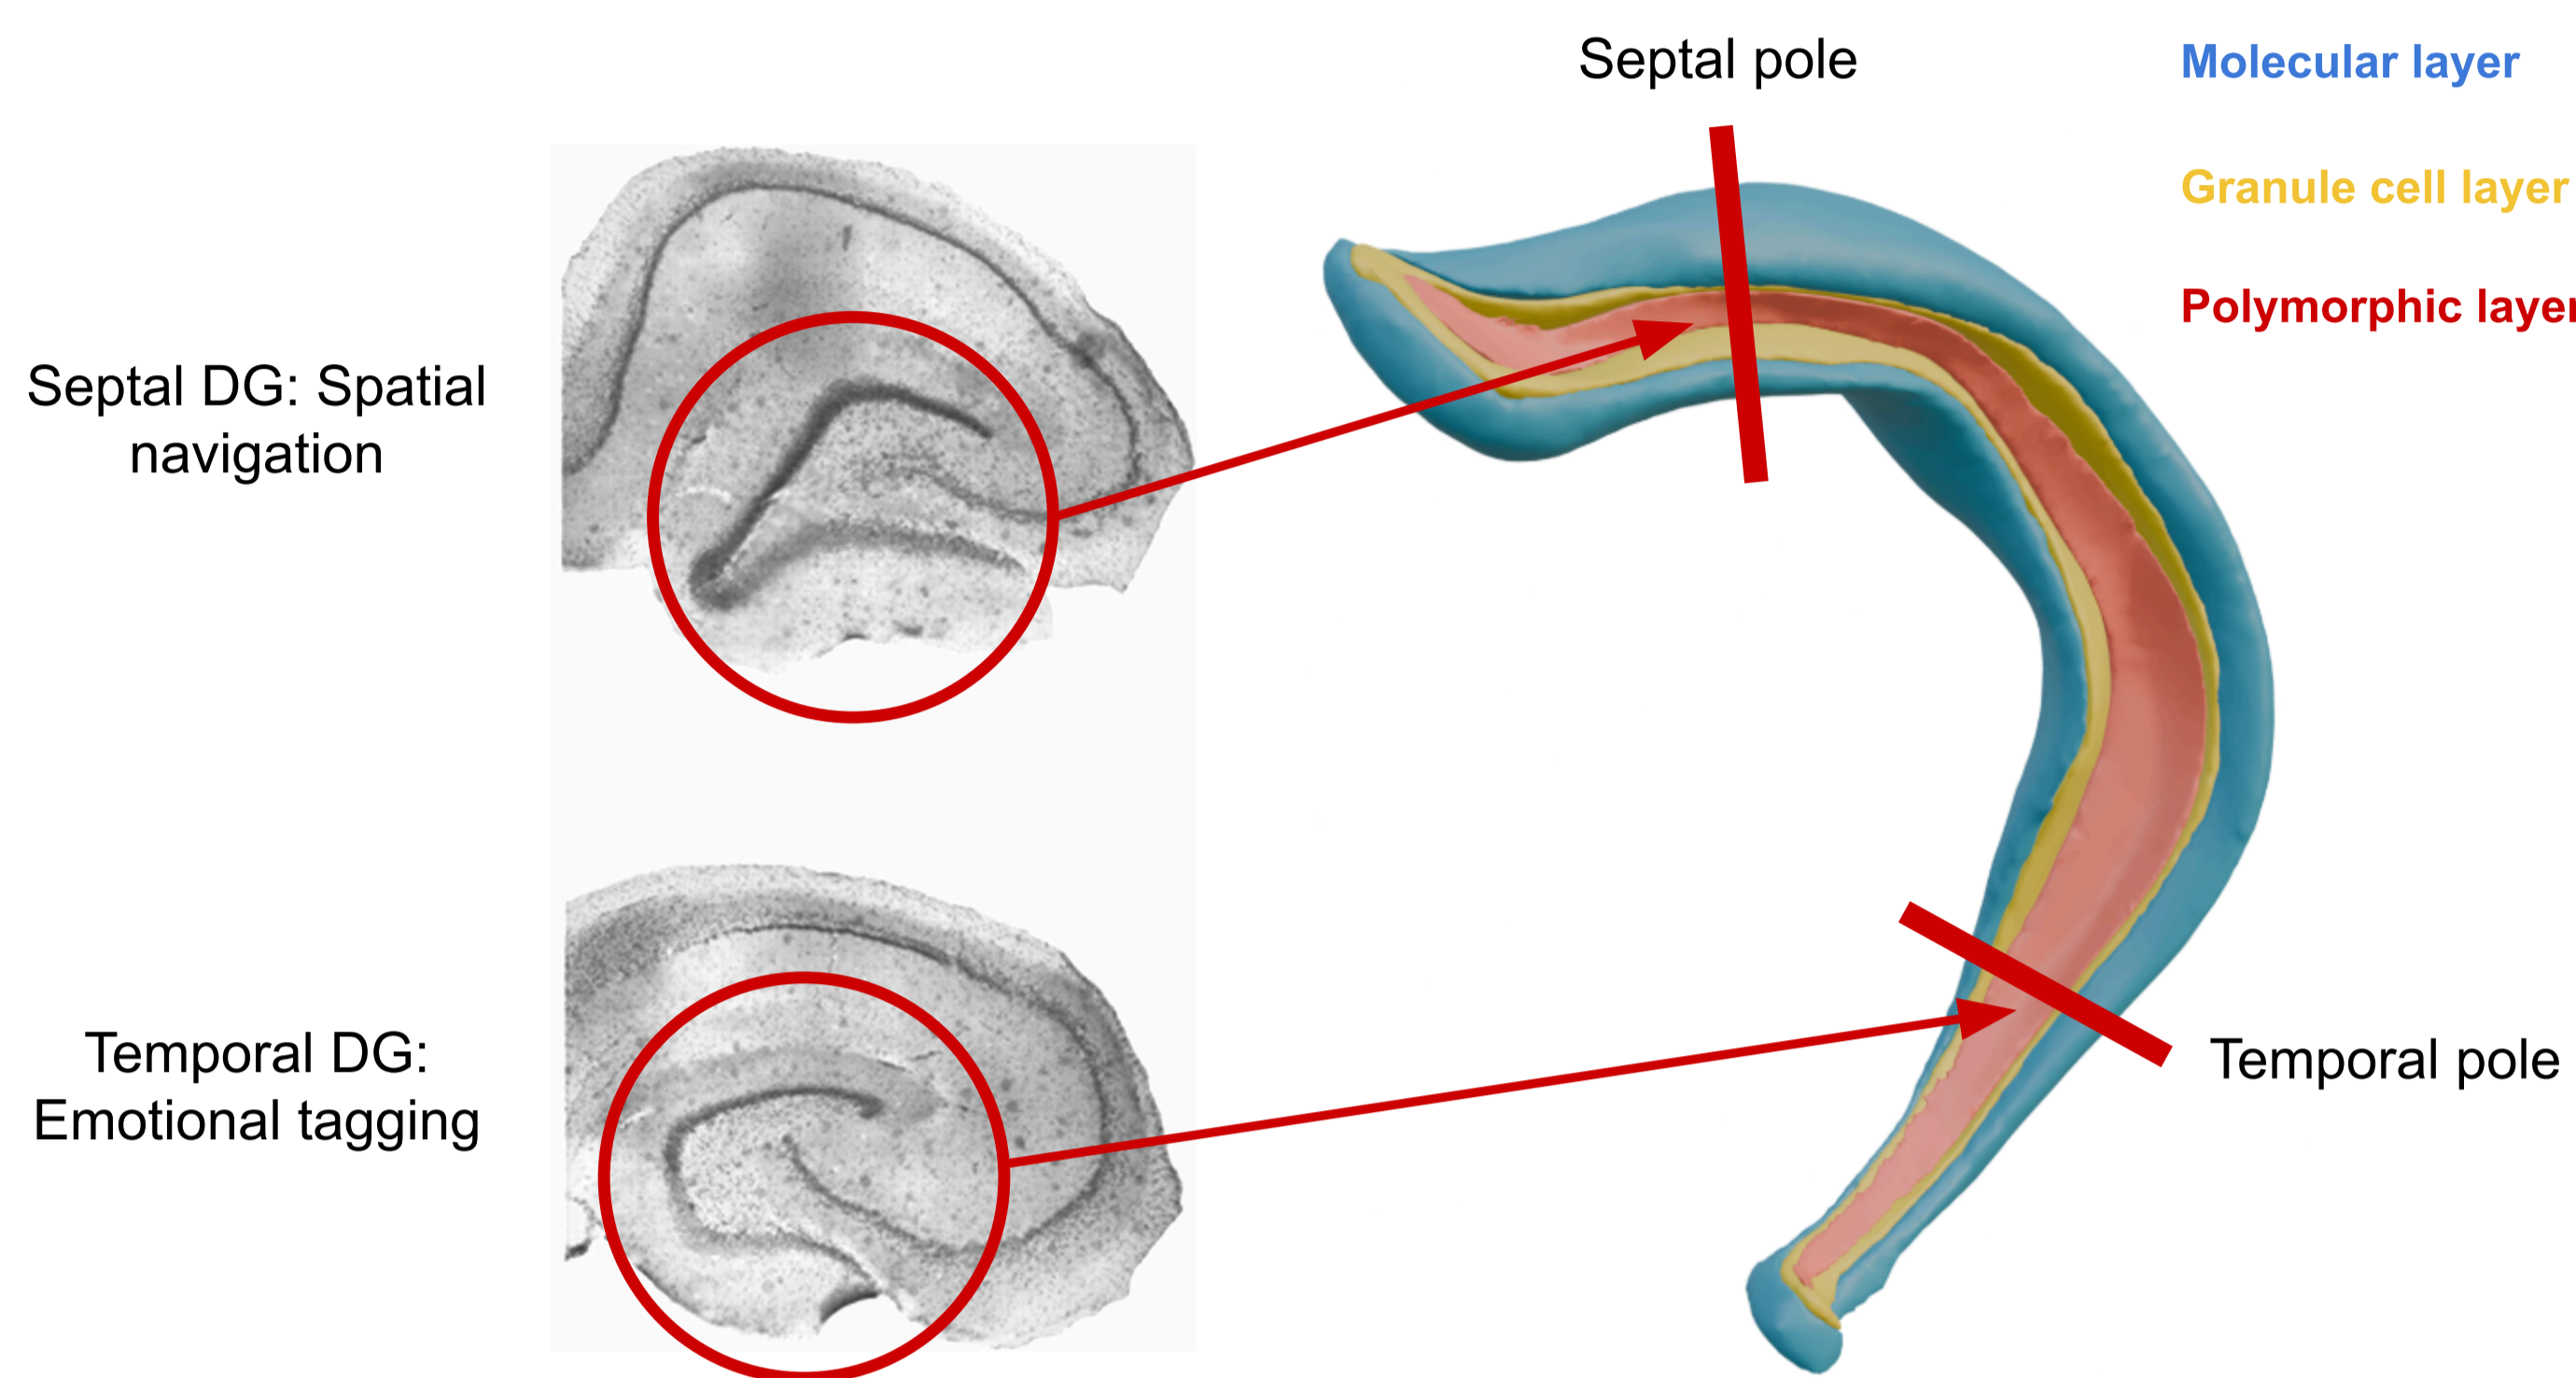 Septal pole
Molecular layer
Granule cell layer
Polymorphic layer
Septal DG: Spatial
navigation
Temporal DG:
Emotional tagging
Temporal pole